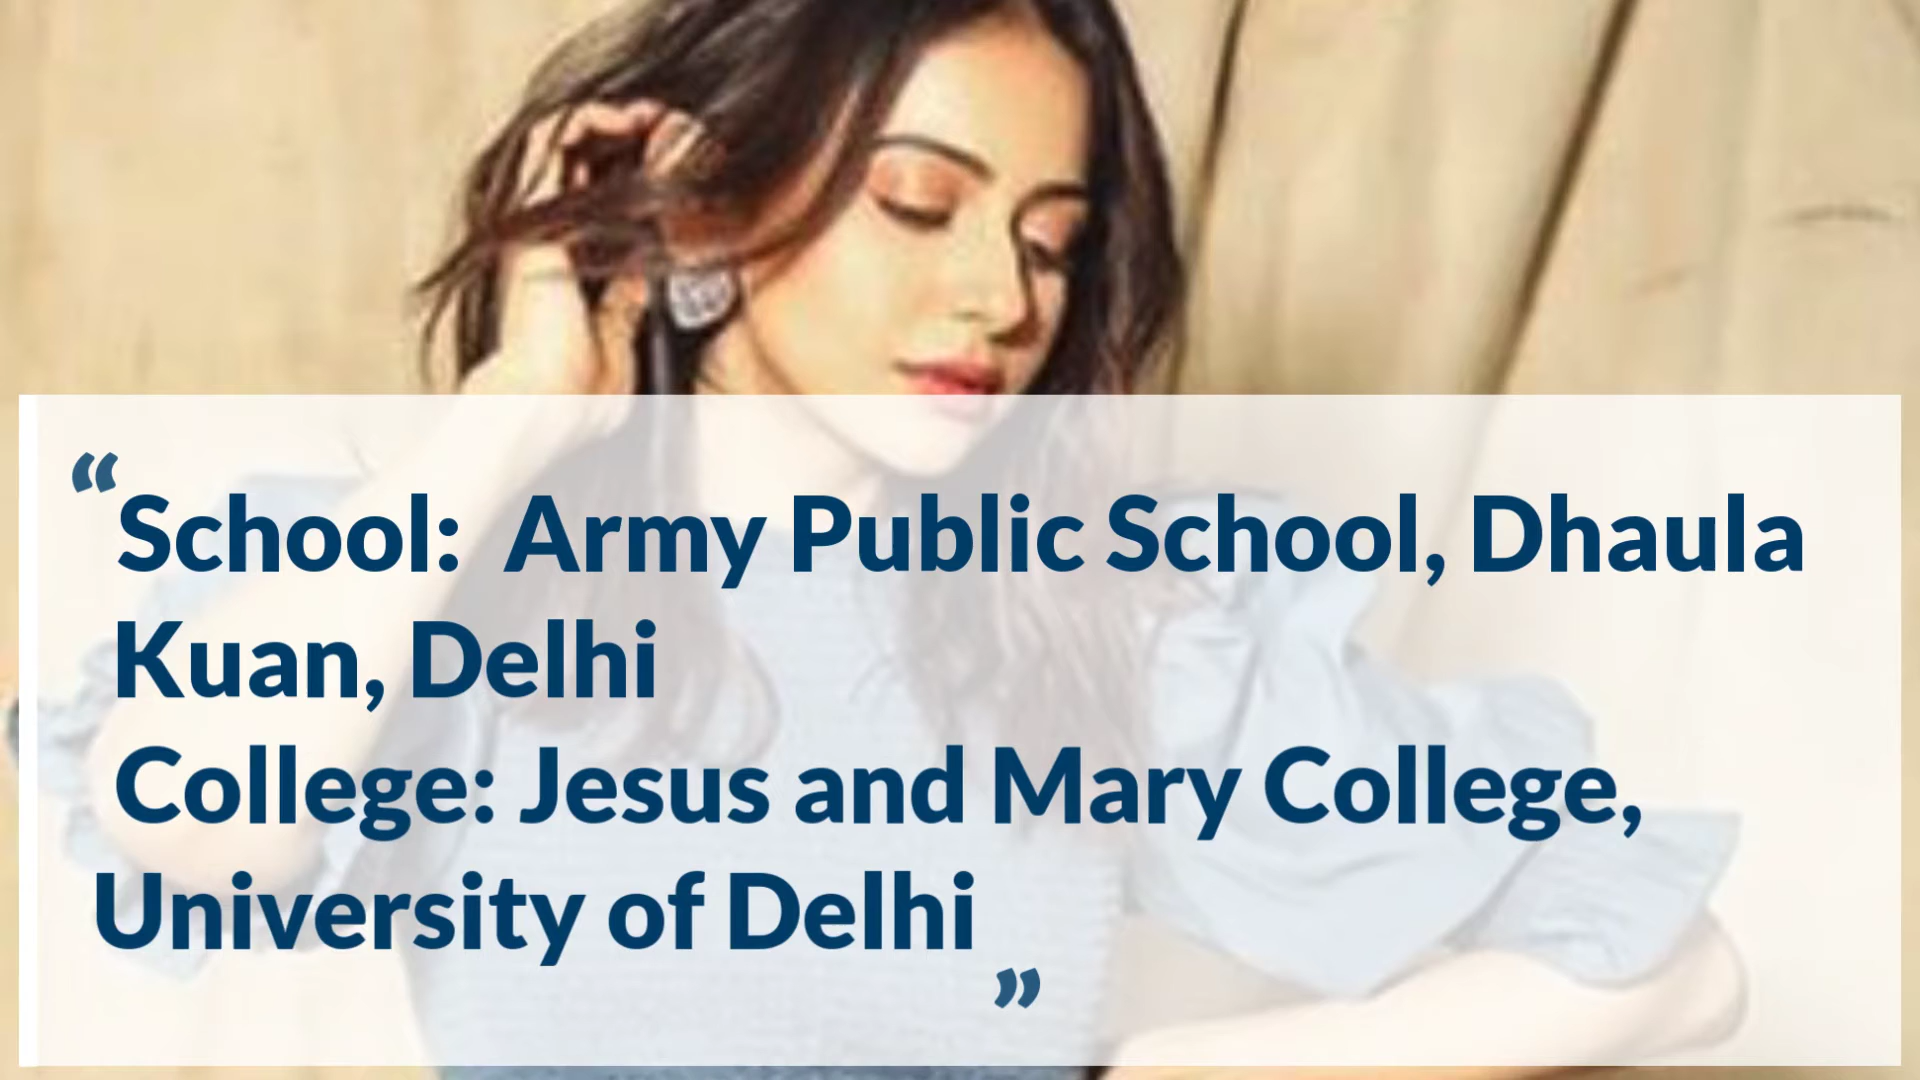 “School:  Army Public School, Dhaula
Kuan, Delhi
College: Jesus and Mary College,
University of Delhi”